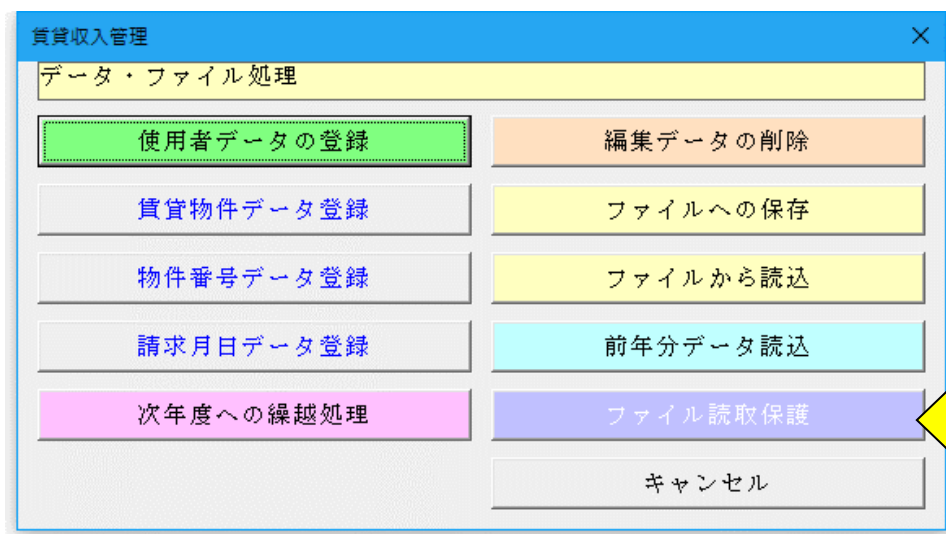 賃貸収入管理
データ・ファイル処理
使用者データの登録
編集データの削除
賃貸物件データ登録
ファイルへの保存
物件番号データ登録
ファイルから読込
請求月日データ登録
前年分データ読込
次年度への繰越処理
ファイル読取保護
キャンセル